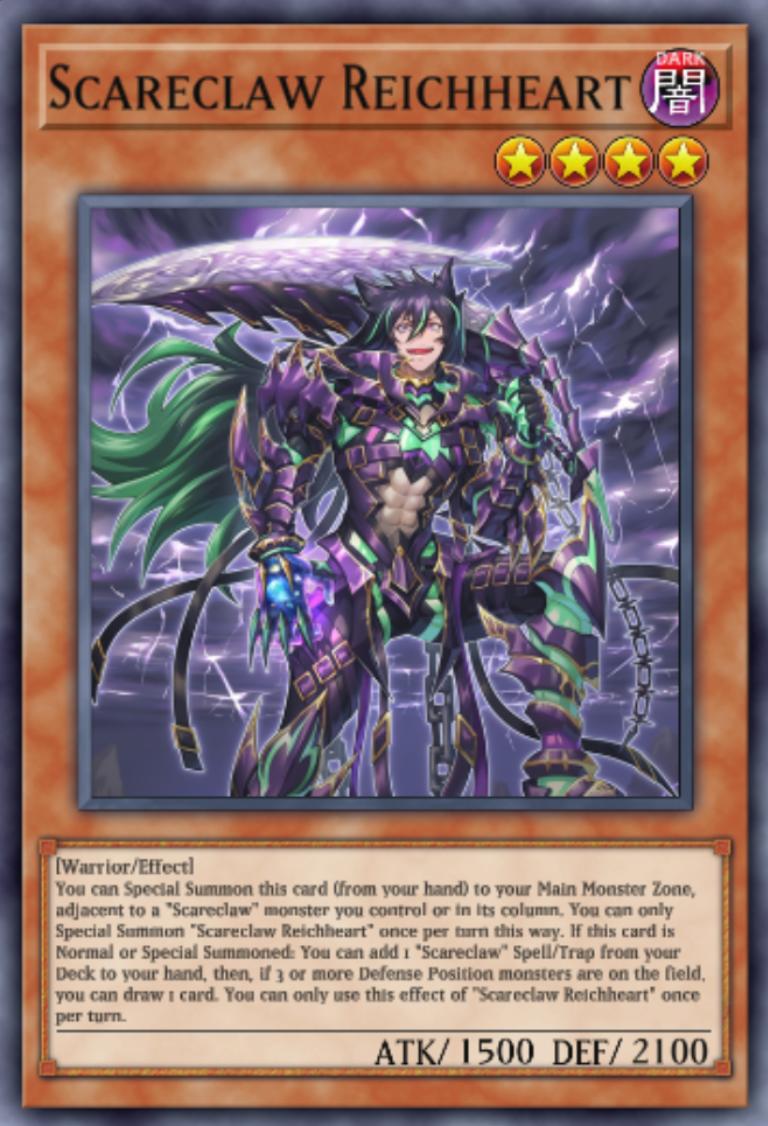 Scareclaw Reichheart
DARK
闇
[Warrior/Effect]
You can Special Summon this card (from your hand) to your Main Monster Zone,
adjacent to a "Scareclaw" monster you control or in its column. You can only
Special Summon "Scareclaw Reichheart" once per turn this way. If this card is
Normal or Special Summoned: You can add 1 "Scareclaw" Spell/Trap from your
Deck to your hand, then, if 3 or more Defense Position monsters are on the field,
you can draw 1 card. You can only use this effect of "Scareclaw Reichheart" once
per turn.
ATK/ 1500 DEF/ 2100